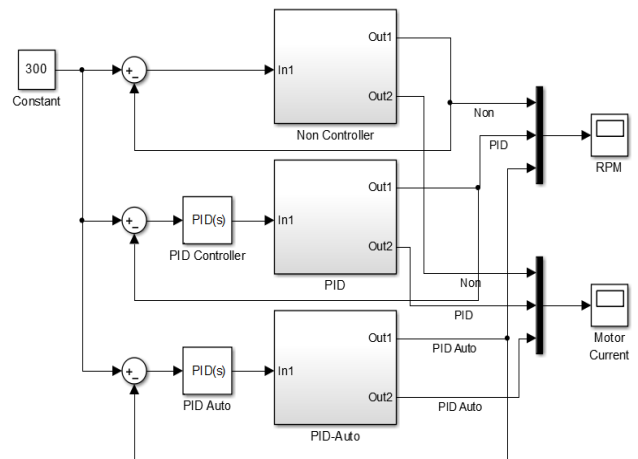 Out1
300
In1
Constant
Out2
Non
Non Controller
PID
RPM
Out1
PID(s)
In1
PID Controller
Out2
PID
Non
PID
Motor
Current
Out1
PID Auto
PID(s)
In1
PID Auto
Out2
PID Auto
PID-Auto